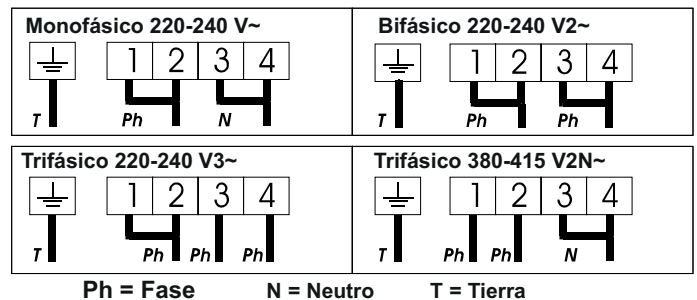 Monofásico 220-240 V~
1 2 3 4
T Ph N
Bifásico 220-240 V2~
1 2 3 4
T Ph Ph
Trifásico 220-240 V3~
1 2 3 4
T Ph Ph Ph
Trifásico 380-415 V2N~
1 2 3 4
T Ph Ph N
Ph = Fase N = Neutro T = Tierra